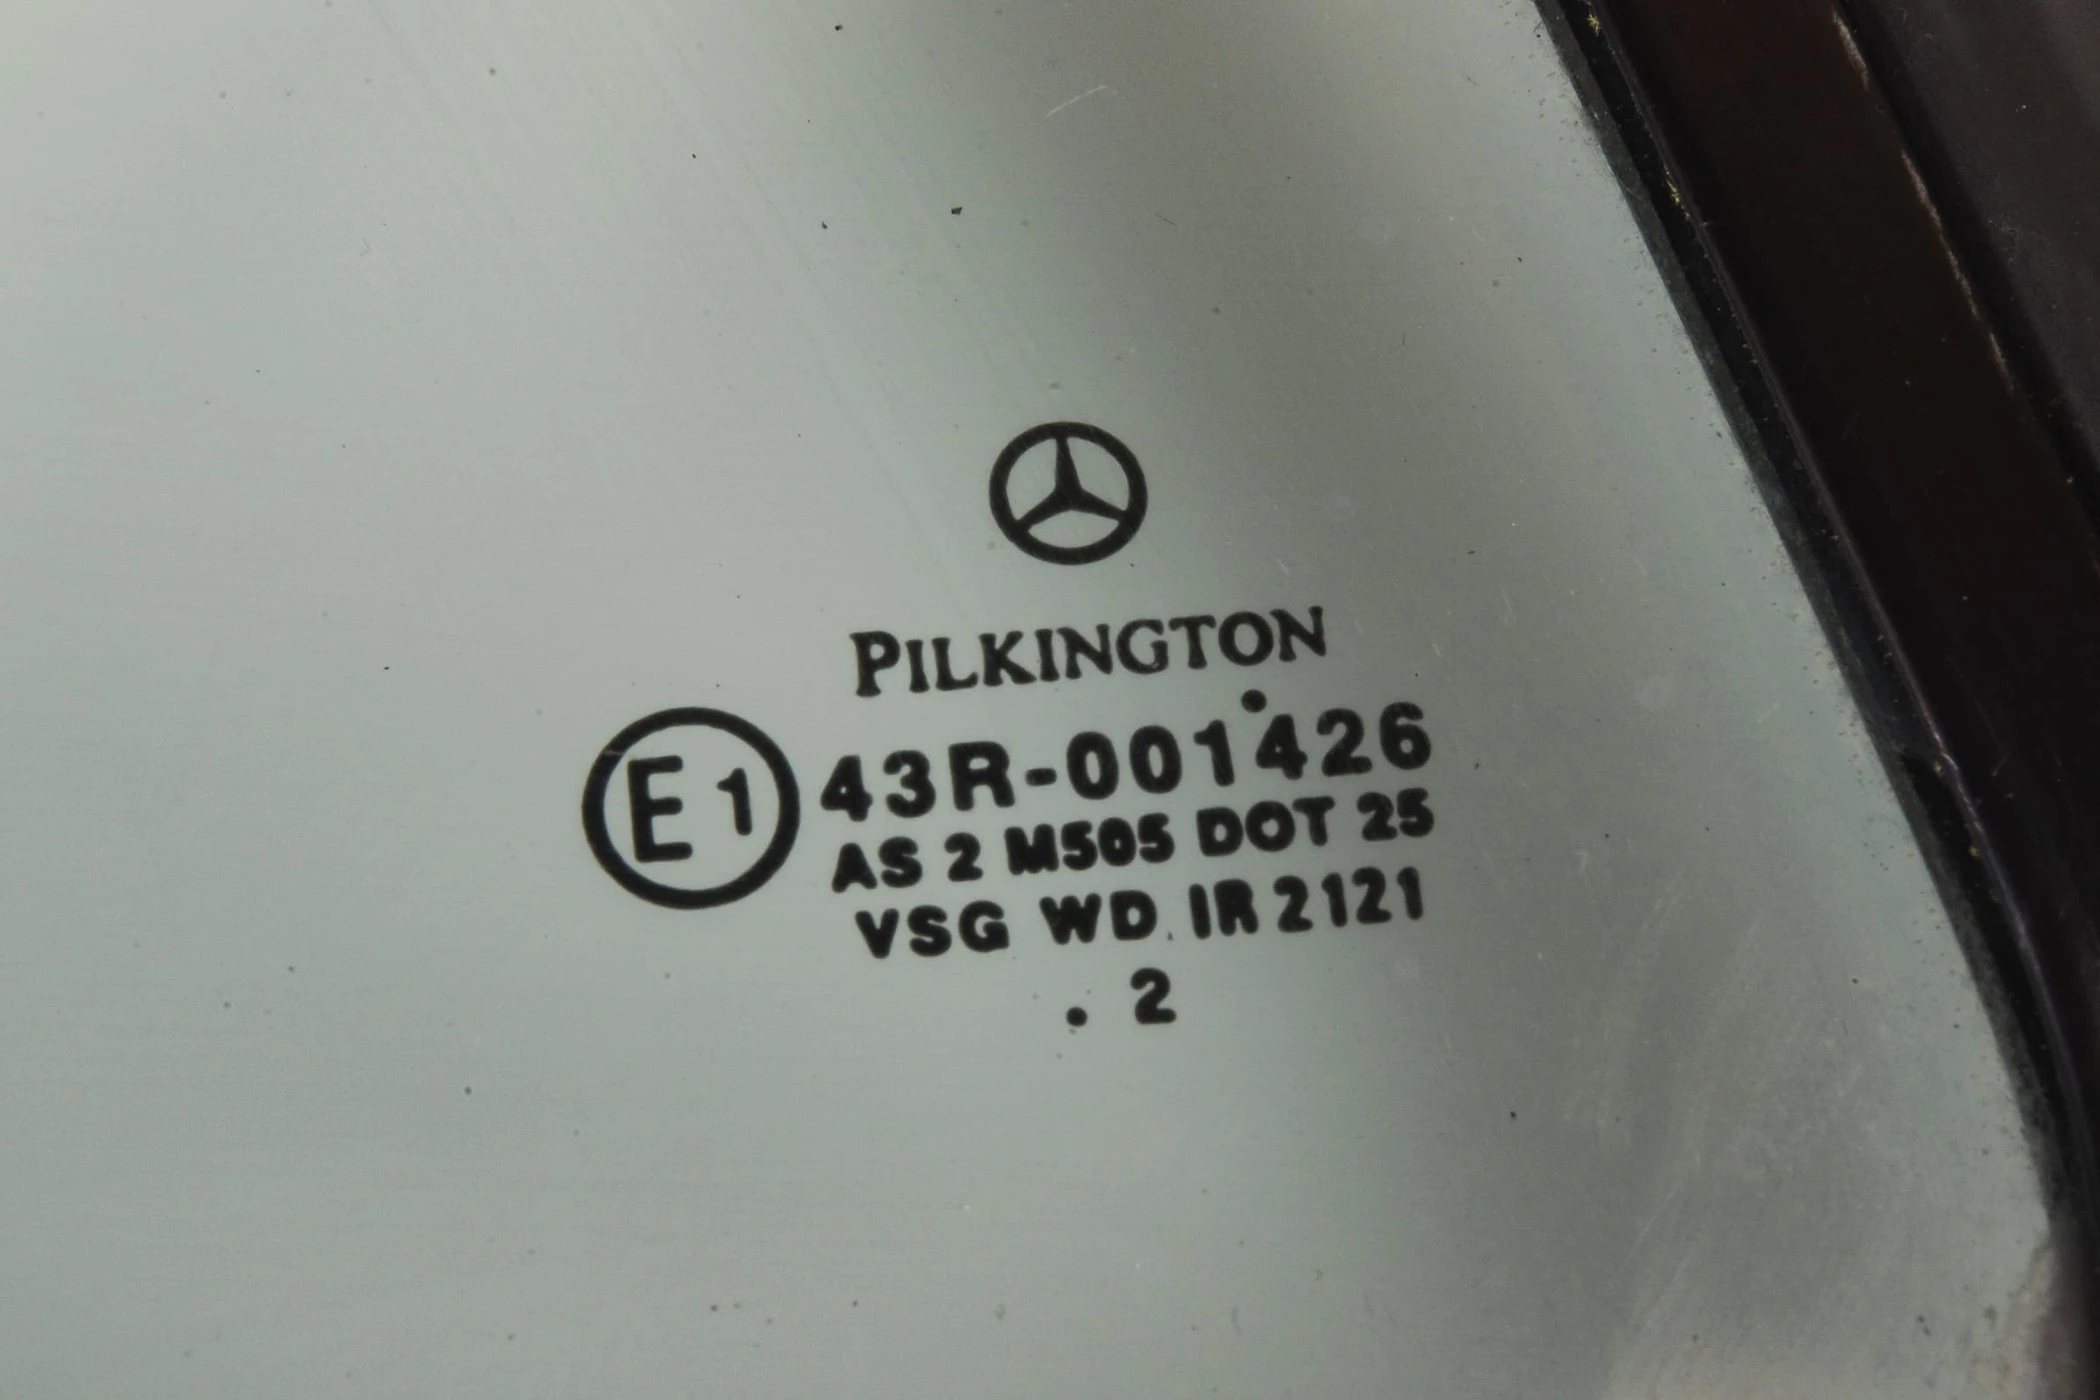 PILKINGTON
E1 43R-001426
AS 2 M505 DOT 25
VSG WD IR 2121
. 2